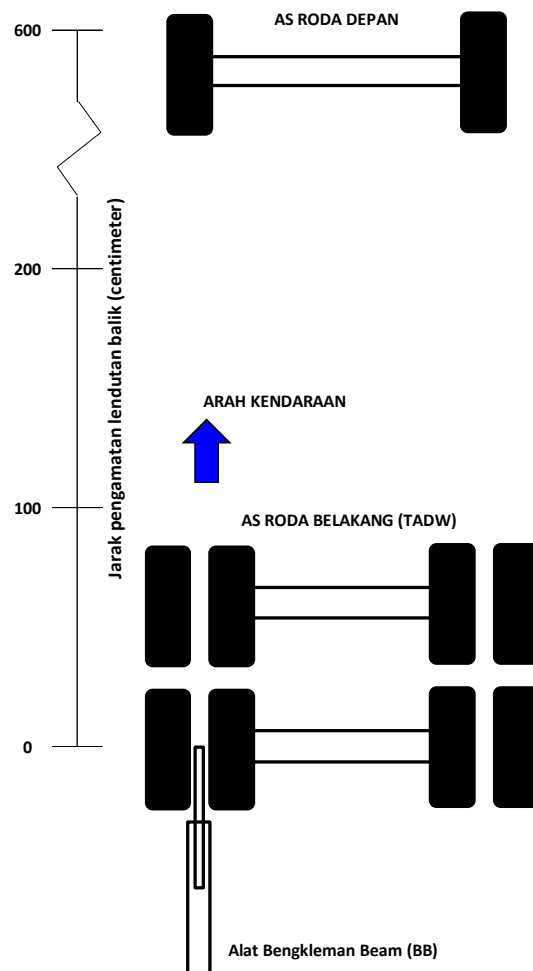 600
AS RODA DEPAN
Jarak pengamatan lendutan balik (centimeter)
200
ARAH KENDARAAN
100
AS RODA BELAKANG (TADW)
0
Alat Bengkleman Beam (BB)